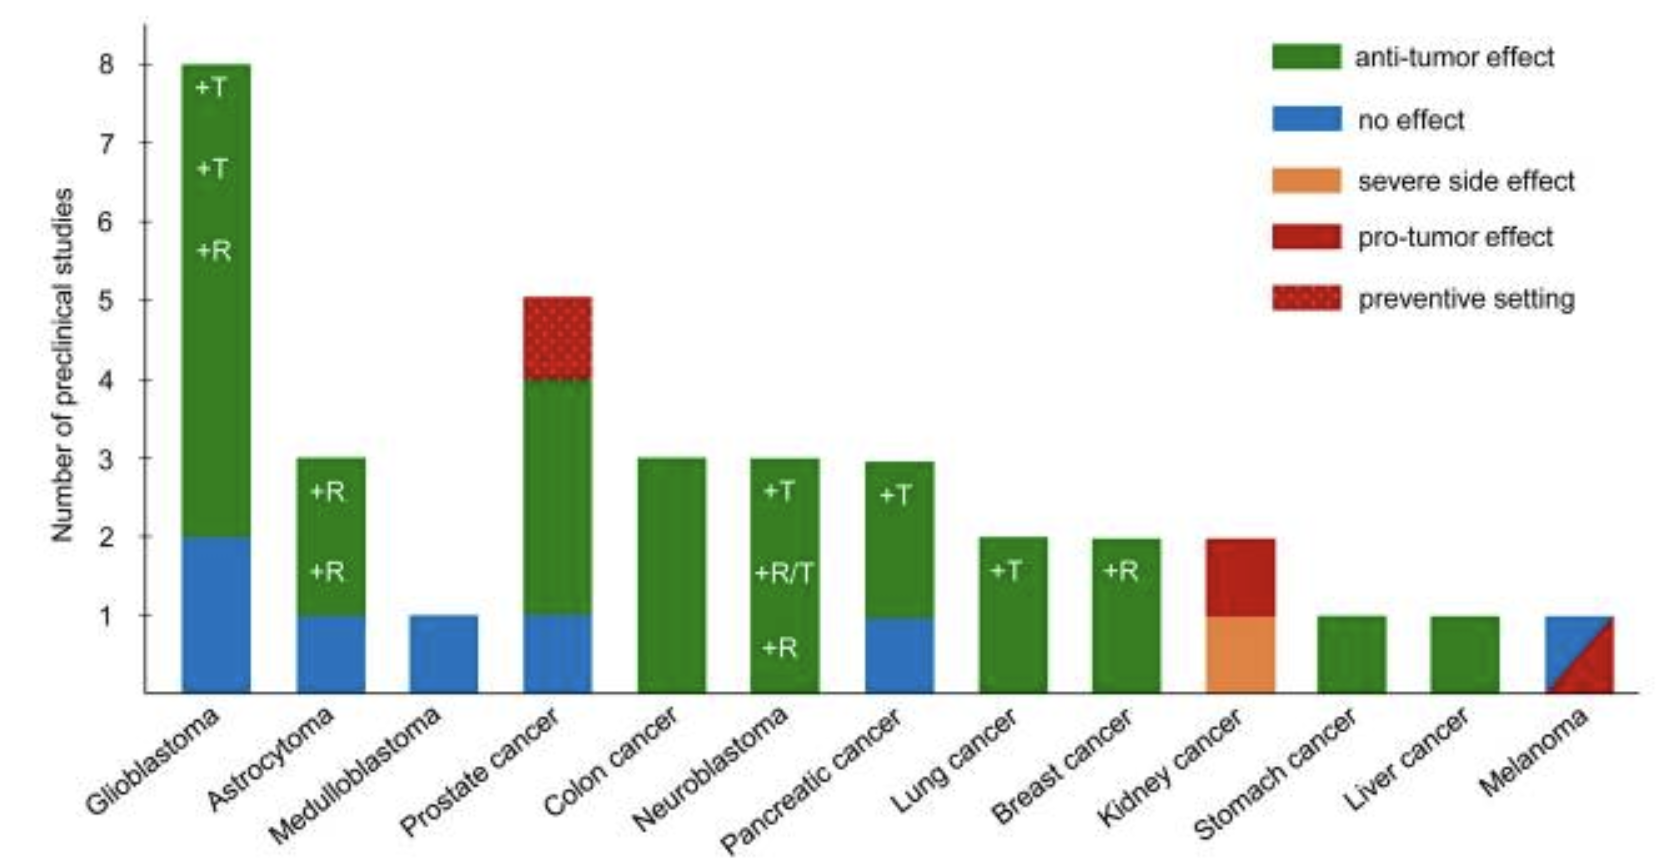 Number of preclinical studies
8
7
6
5
4
3
2
1
+T
+T
+R
+R
+R
+T
+R/T
+R
+T
+T
+R
anti-tumor effect
no effect
severe side effect
pro-tumor effect
preventive setting
Glioblastoma
Astrocytoma
Medulloblastoma
Prostate cancer
Colon cancer
Neuroblastoma
Pancreatic cancer
Lung cancer
Breast cancer
Kidney cancer
Stomach cancer
Liver cancer
Melanoma